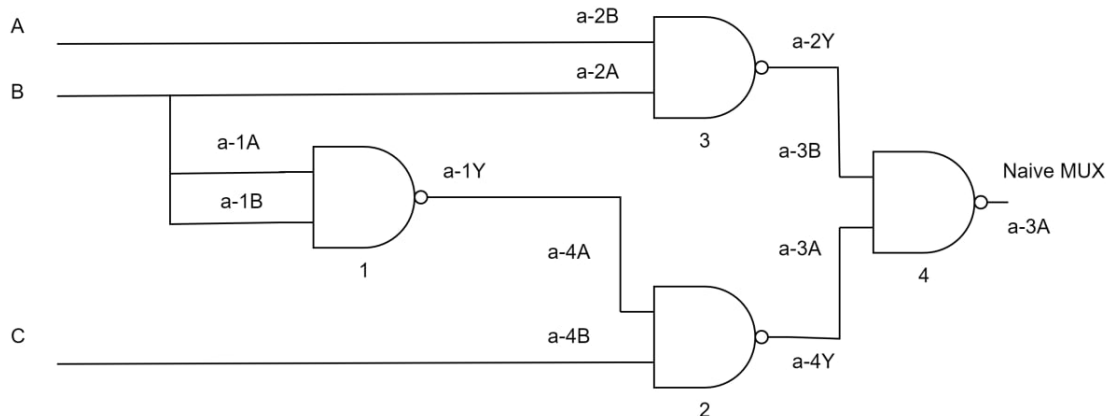 A
a-2B
a-2Y
B
a-2A
3
a-1A
a-3B
a-1Y
Naive MUX
a-1B
a-3A
a-4A
a-3A
1
4
C
a-4B
a-4Y
2